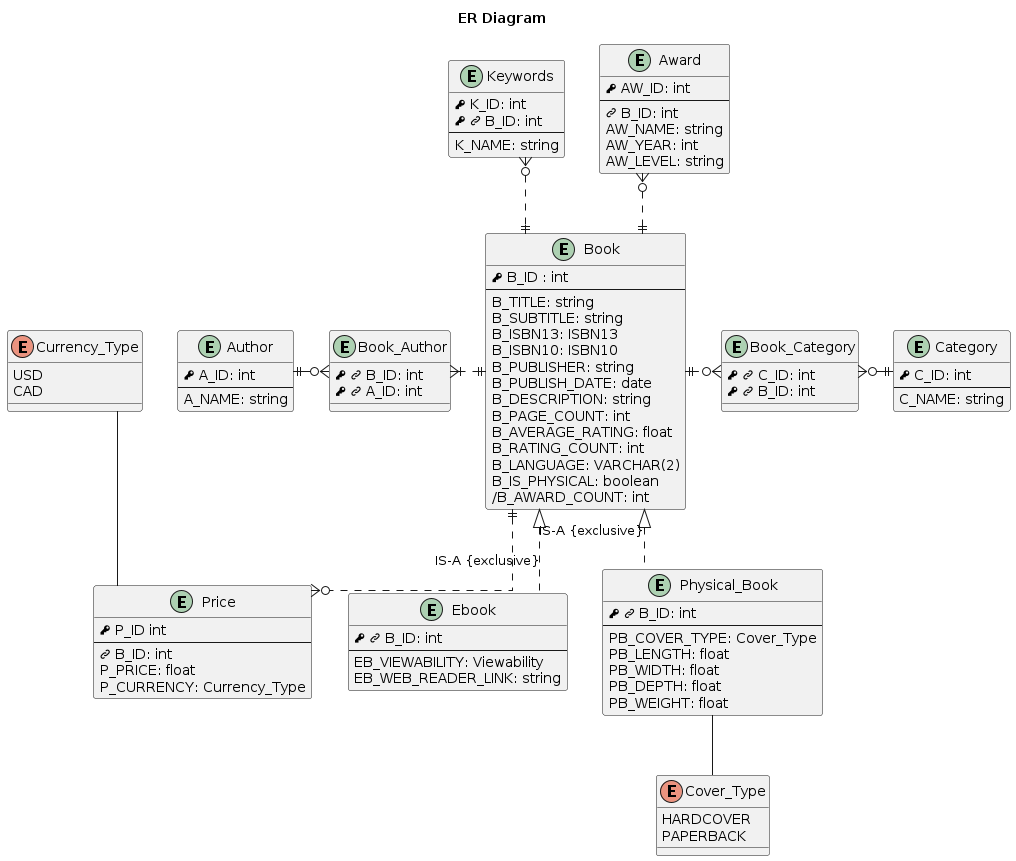 ER Diagram
E Keywords
K_ID: int
B_ID: int
K_NAME: string
E Award
AW_ID: int
B_ID: int
AW_NAME: string
AW_YEAR: int
AW_LEVEL: string
E Book
B_ID : int
B_TITLE: string
B_SUBTITLE: string
B_ISBN13: ISBN13
B_ISBN10: ISBN10
B_PUBLISHER: string
B_PUBLISH_DATE: date
B_DESCRIPTION: string
B_PAGE_COUNT: int
B_AVERAGE_RATING: float
B_RATING_COUNT: int
B_LANGUAGE: VARCHAR(2)
B_IS_PHYSICAL: boolean
/B_AWARD_COUNT: int
E Currency_Type
USD
CAD
E Author
A_ID: int
A_NAME: string
E Book_Author
B_ID: int
A_ID: int
E Book_Category
C_ID: int
B_ID: int
E Category
C_ID: int
C_NAME: string
IS-A {exclusive}
IS-A {exclusive}
E Price
P_ID int
B_ID: int
P_PRICE: float
P_CURRENCY: Currency_Type
E Ebook
B_ID: int
EB_VIEWABILITY: Viewability
EB_WEB_READER_LINK: string
E Physical_Book
B_ID: int
PB_COVER_TYPE: Cover_Type
PB_LENGTH: float
PB_WIDTH: float
PB_DEPTH: float
PB_WEIGHT: float
E Cover_Type
HARDCOVER
PAPERBACK